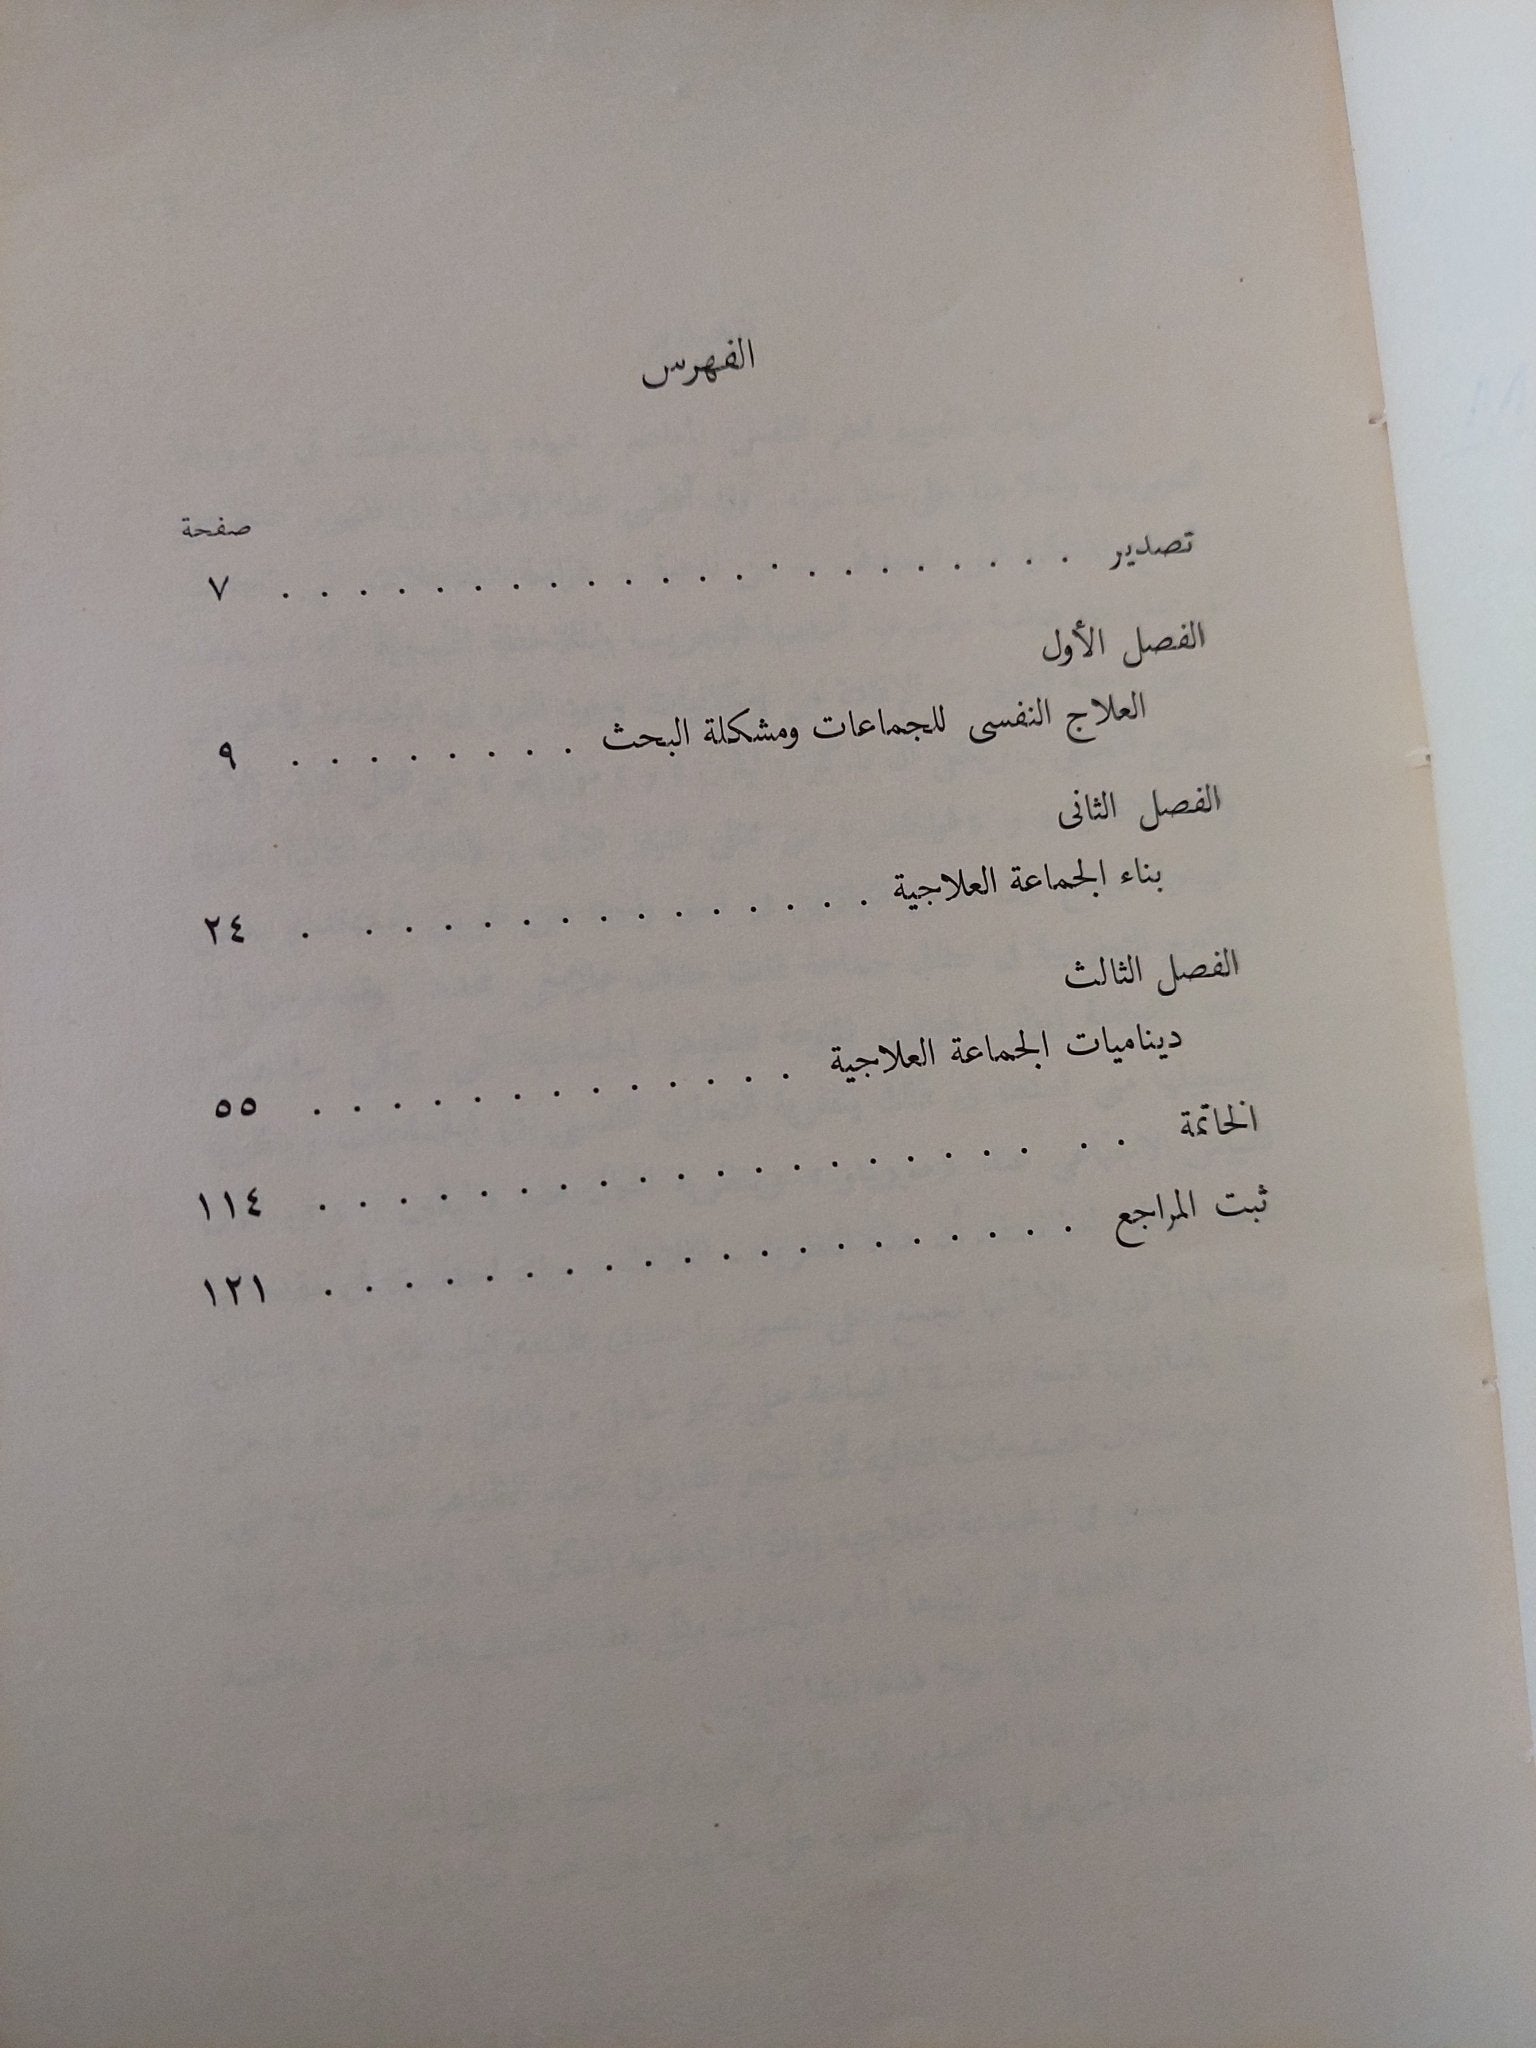 الفهرس
صفحة
تصدير . . . . . . . . . . . . . . . . . . . . . ٧
الفصل الأول
العلاج النفسى للجماعات ومشكلة البحث . . . . . . . . ٩
الفصل الثانى
بناء الجماعة العلاجية . . . . . . . . . . . . . . . ٢٤
الفصل الثالث
ديناميات الجماعة العلاجية . . . . . . . . . . . . . ٥٥
الخاتمة . . . . . . . . . . . . . . . . . . . . . ١١٤
ثبت المراجع . . . . . . . . . . . . . . . . . . . . ١٢١